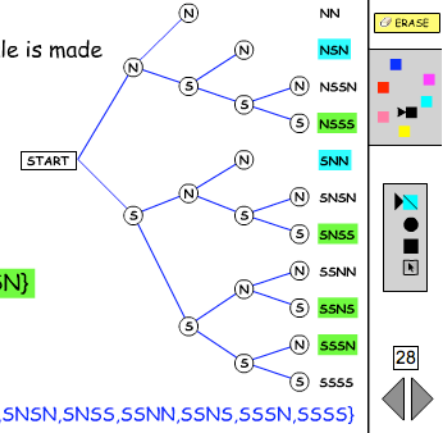 N NN
ERASE
le is made N NSN
N
S N NSSN
S
S NSSS
START N SNN
N N SNSN
S S
S SNSS
N SSNN
SN} N
S SSNS
S
N SSSN
28
S
S SSSS
,SNSN,SNSS,SSNN,SSNS,SSSN,SSSS}